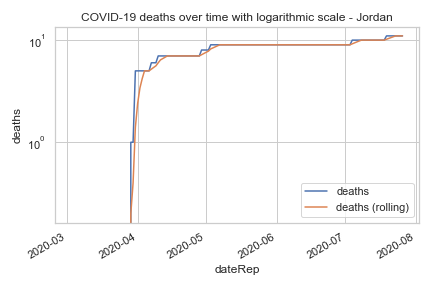 COVID-19 deaths over time with logarithmic scale - Jordan
10¹
10⁰
deaths
deaths
deaths (rolling)
2020-03
2020-04
2020-05
2020-06
2020-07
2020-08
dateRep